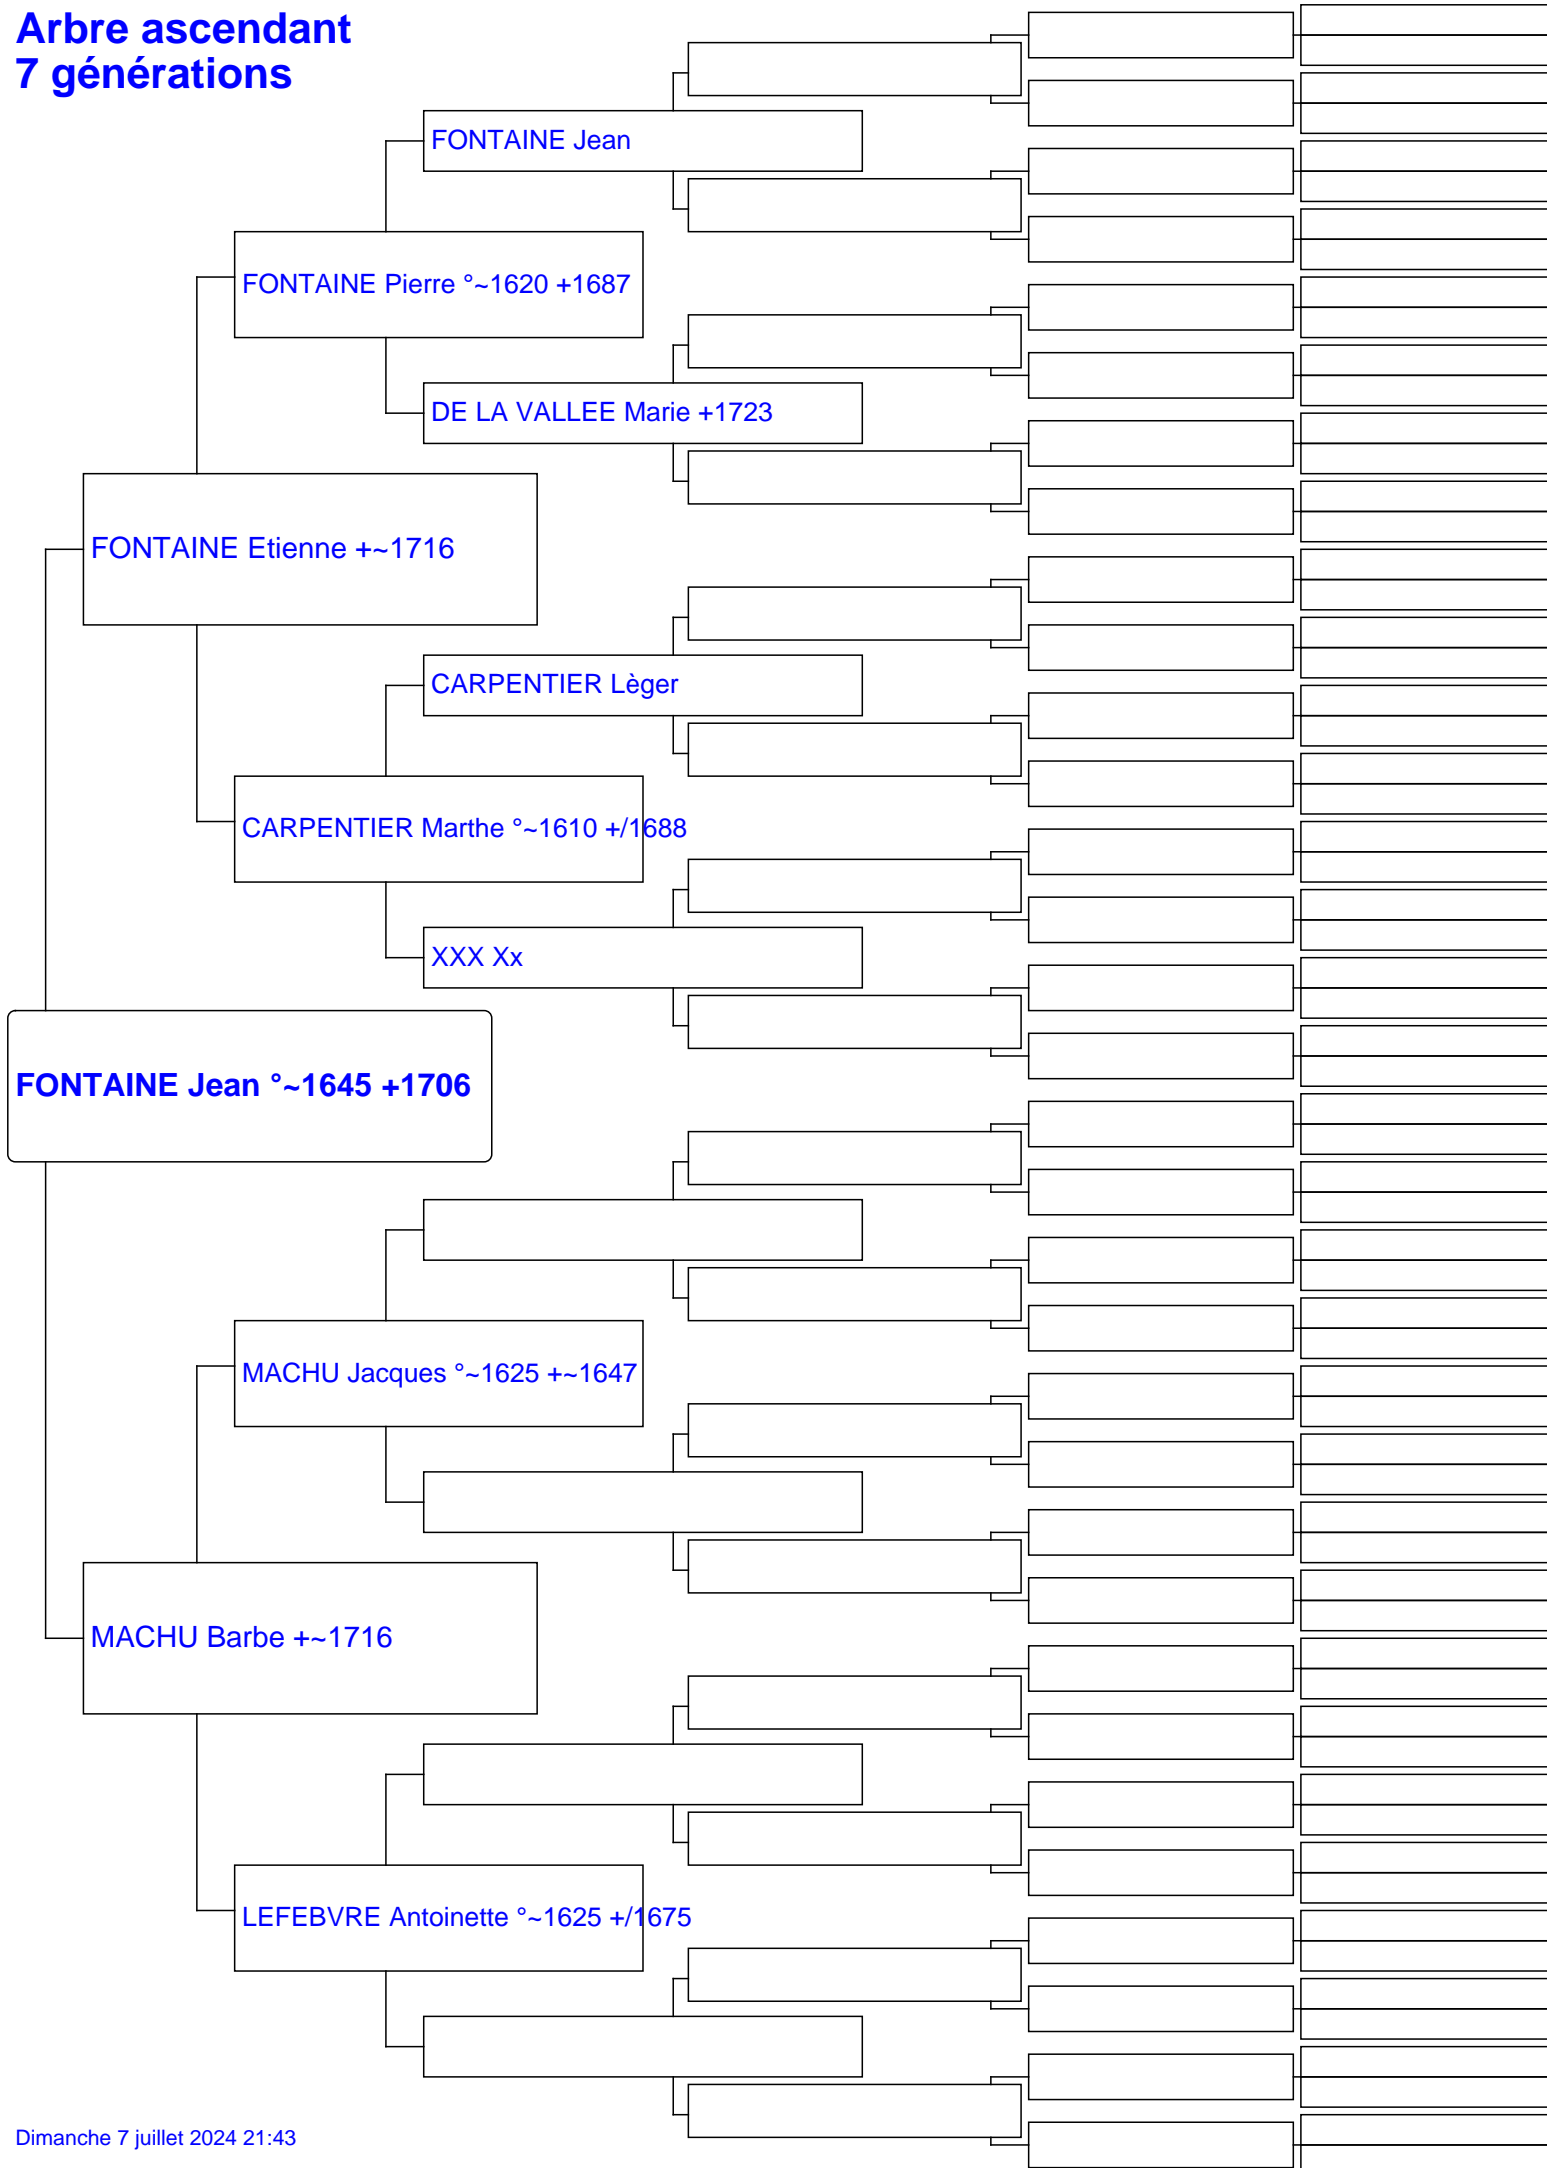 Arbre ascendant
7 générations
FONTAINE Jean
FONTAINE Pierre °~1620 +1687
DE LA VALLEE Marie +1723
FONTAINE Etienne +~1716
CARPENTIER Lèger
CARPENTIER Marthe °~1610 +/1688
XXX Xx
FONTAINE Jean °~1645 +1706
MACHU Jacques °~1625 +~1647
MACHU Barbe +~1716
LEFEBVRE Antoinette °~1625 +/1675
Dimanche 7 juillet 2024 21:43